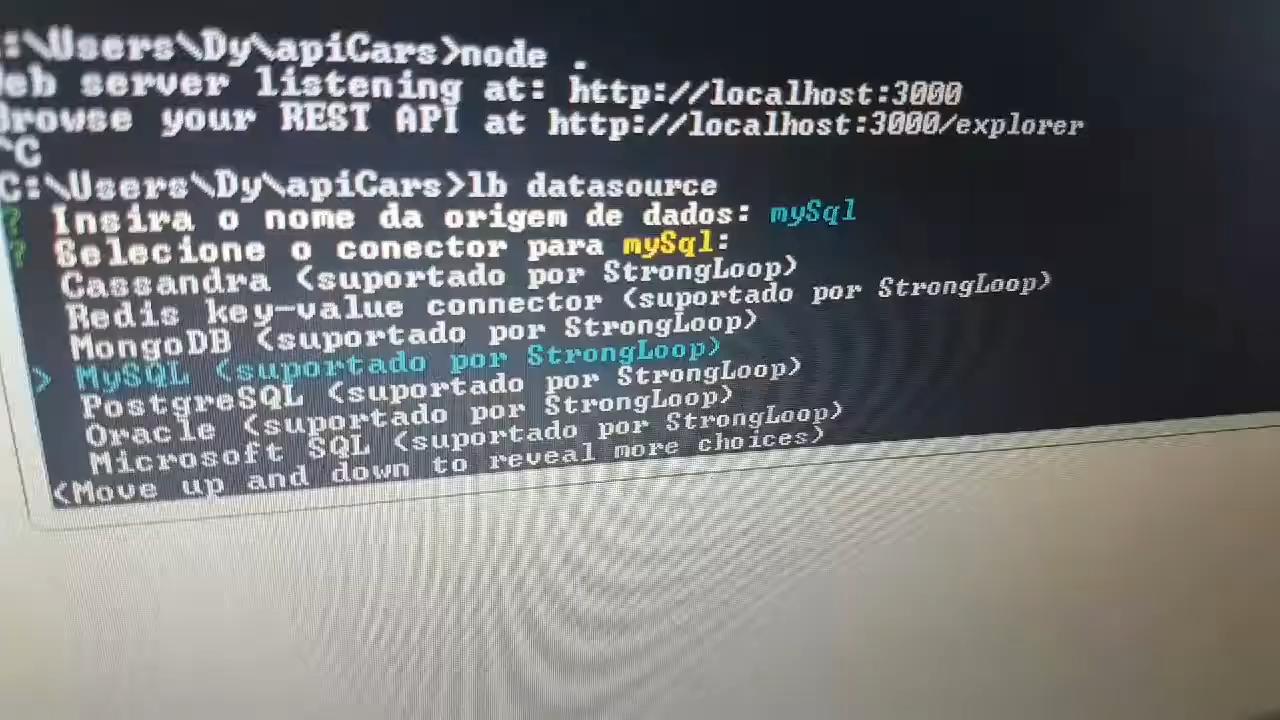 :\Users\Dy\apiCars>node .
eb server listening at: http://localhost:3000
Browse your REST API at http://localhost:3000/explorer
^C
C:\Users\Dy\apiCars>lb datasource
? Insira o nome da origem de dados: mySql
? Selecione o conector para mySql:
Cassandra (suportado por StrongLoop)
Redis key-value connector (suportado por StrongLoop)
MongoDB (suportado por StrongLoop)
> MySQL (suportado por StrongLoop)
PostgreSQL (suportado por StrongLoop)
Oracle (suportado por StrongLoop)
Microsoft SQL (suportado por StrongLoop)
(Move up and down to reveal more choices)